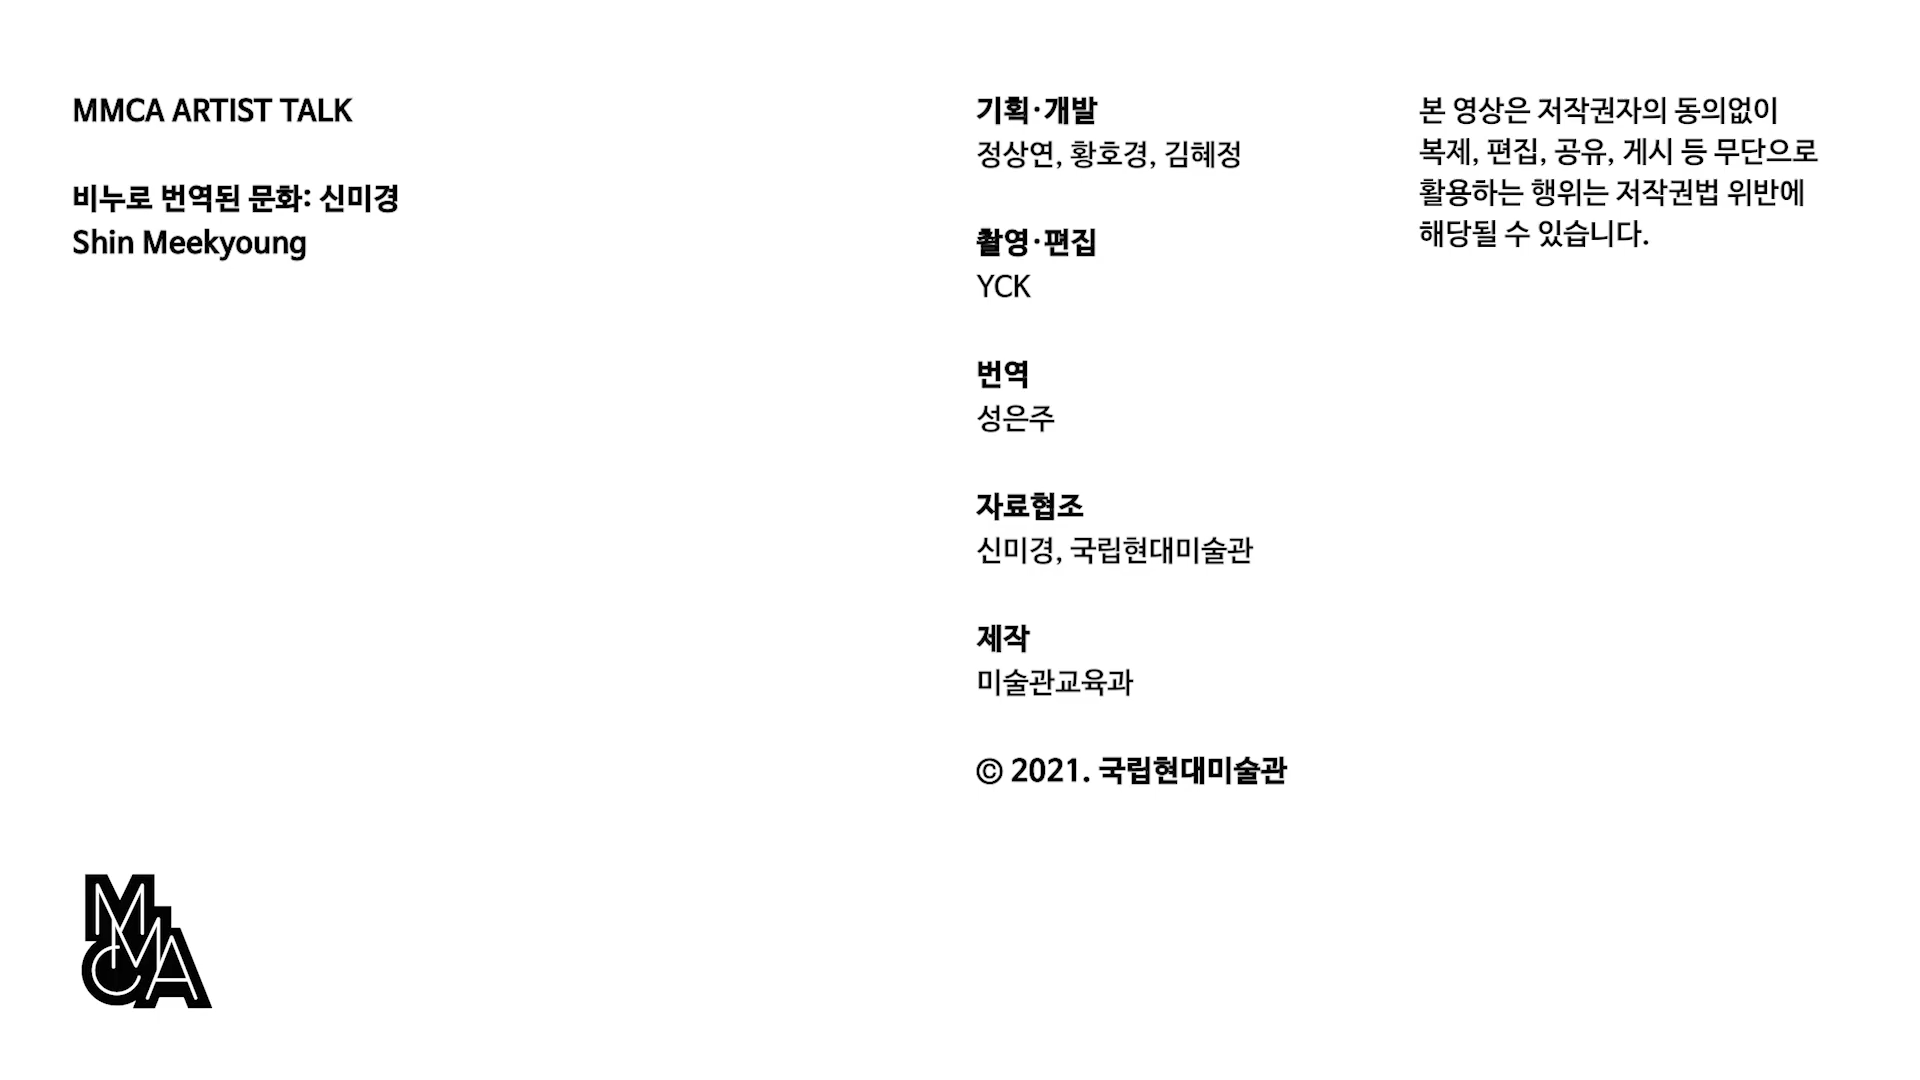 MMCA ARTIST TALK
비누로 번역된 문화: 신미경
Shin Meekyoung
기획·개발
정상연, 황호경, 김혜정
촬영·편집
YCK
번역
성은주
자료협조
신미경, 국립현대미술관
제작
미술관교육과
© 2021. 국립현대미술관
본 영상은 저작권자의 동의없이
복제, 편집, 공유, 게시 등 무단으로
활용하는 행위는 저작권법 위반에
해당될 수 있습니다.
MMCA